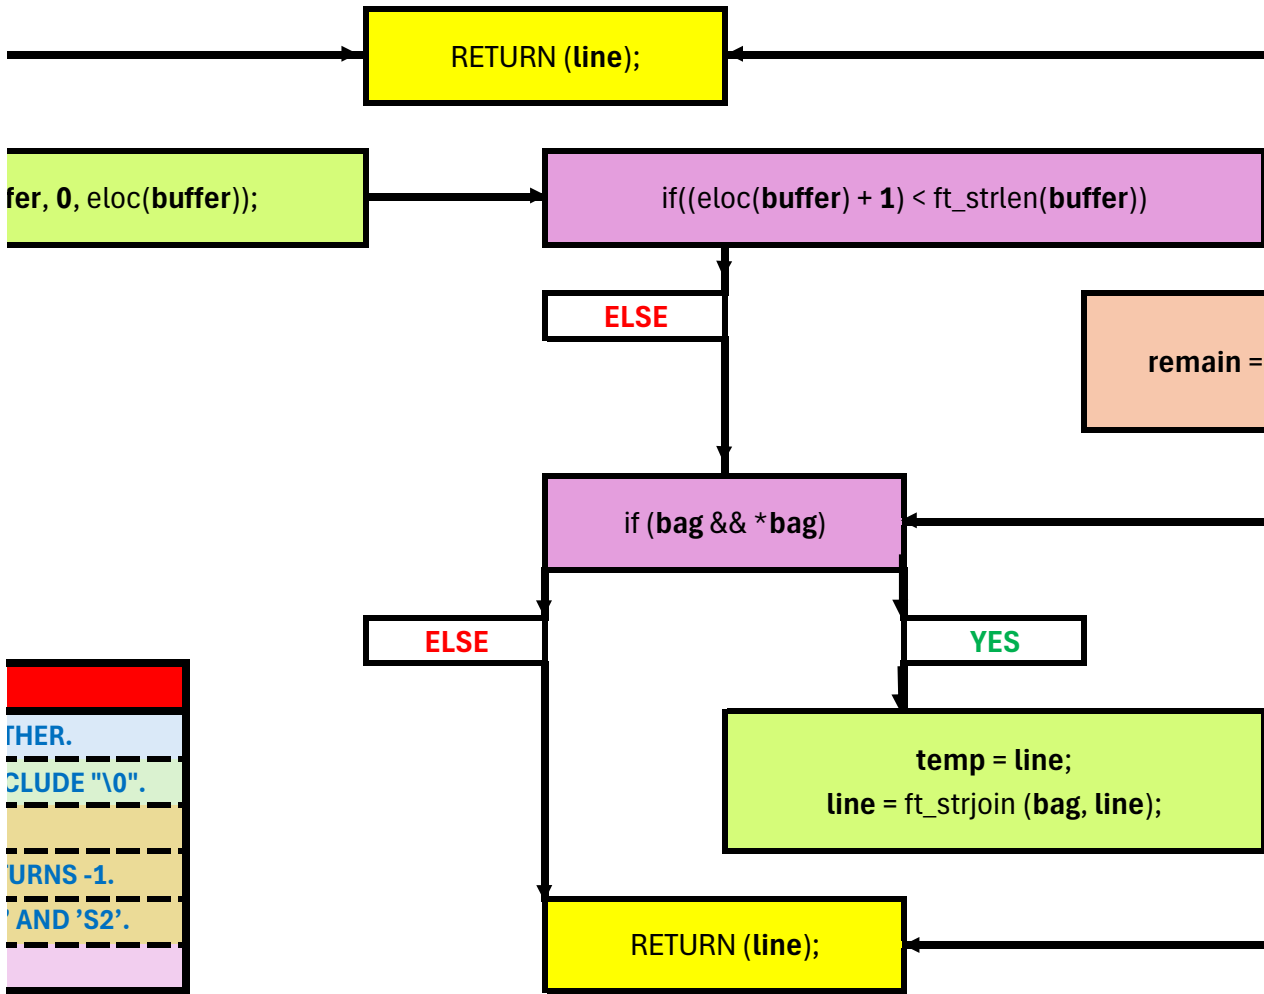 RETURN (line);
fer, 0, eloc(buffer));
if((eloc(buffer) + 1) < ft_strlen(buffer))
ELSE
remain =
if (bag && *bag)
ELSE
YES
THER.
CLUDE "\0".
TURNS -1.
’ AND ’S2’.
temp = line;
line = ft_strjoin (bag, line);
RETURN (line);